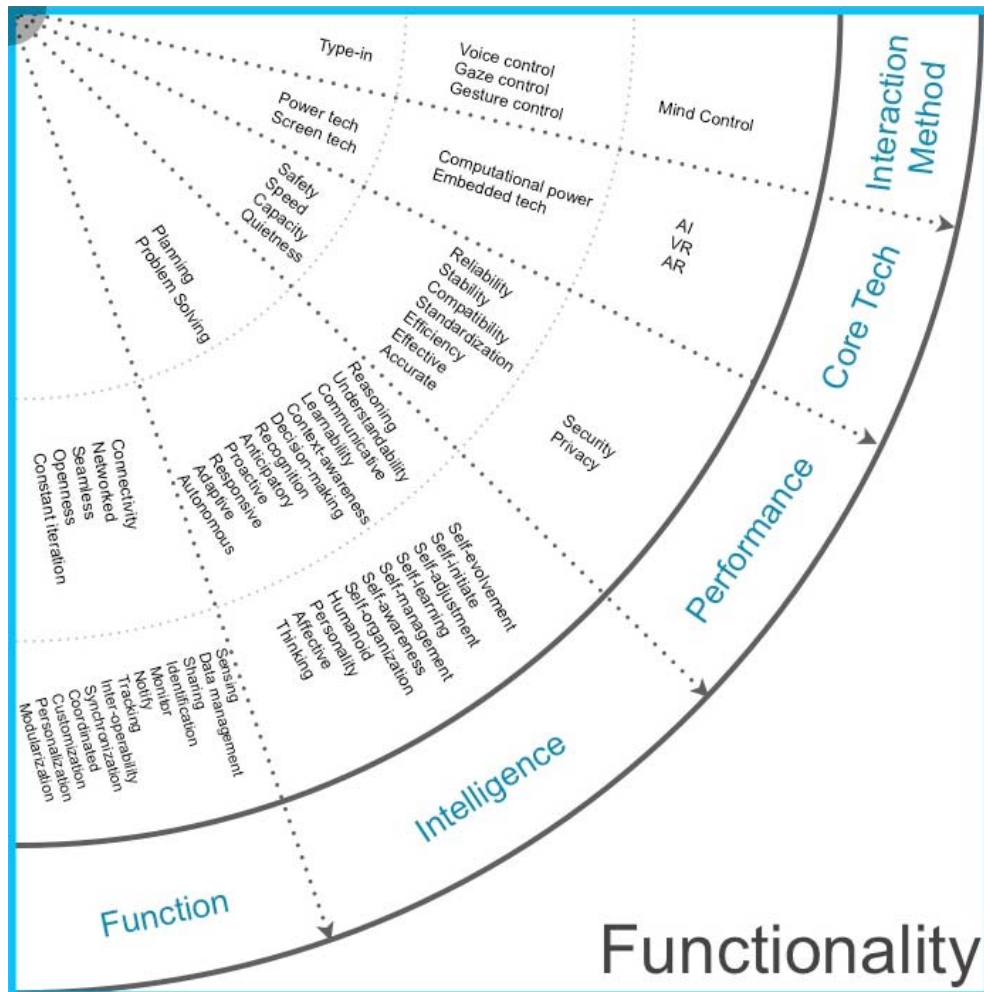 Type-in
Voice control
Gaze control
Gesture control
Mind Control
Interaction
Method
Power tech
Screen tech
Computational power
Embedded tech
AI
VR
AR
Core Tech
Safety
Speed
Capacity
Quietness
Reliability
Stability
Compatibility
Standardization
Efficiency
Effective
Accurate
Security
Privacy
Performance
Planning
Problem Solving
Reasoning
Understandability
Communicative
Learnability
Context-awareness
Decision-making
Recognition
Anticipatory
Proactive
Responsive
Adaptive
Autonomous
Self-evolvement
Self-initiate
Self-adjustment
Self-learning
Self-management
Self-awareness
Self-organization
Humanoid
Personality
Affective
Thinking
Intelligence
Connectivity
Networked
Seamless
Openness
Constant iteration
Sensing
Data management
Sharing
Identification
Monitor
Notify
Tracking
Inter-operability
Synchronization
Coordinated
Customization
Personalization
Modularization
Function
Functionality